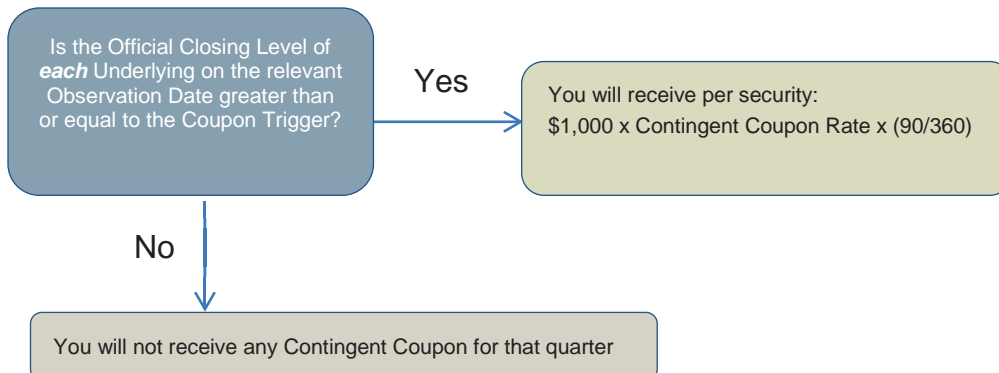 Is the Official Closing Level of
each Underlying on the relevant
Observation Date greater than
or equal to the Coupon Trigger?
Yes
You will receive per security:
$1,000 x Contingent Coupon Rate x (90/360)
No
You will not receive any Contingent Coupon for that quarter